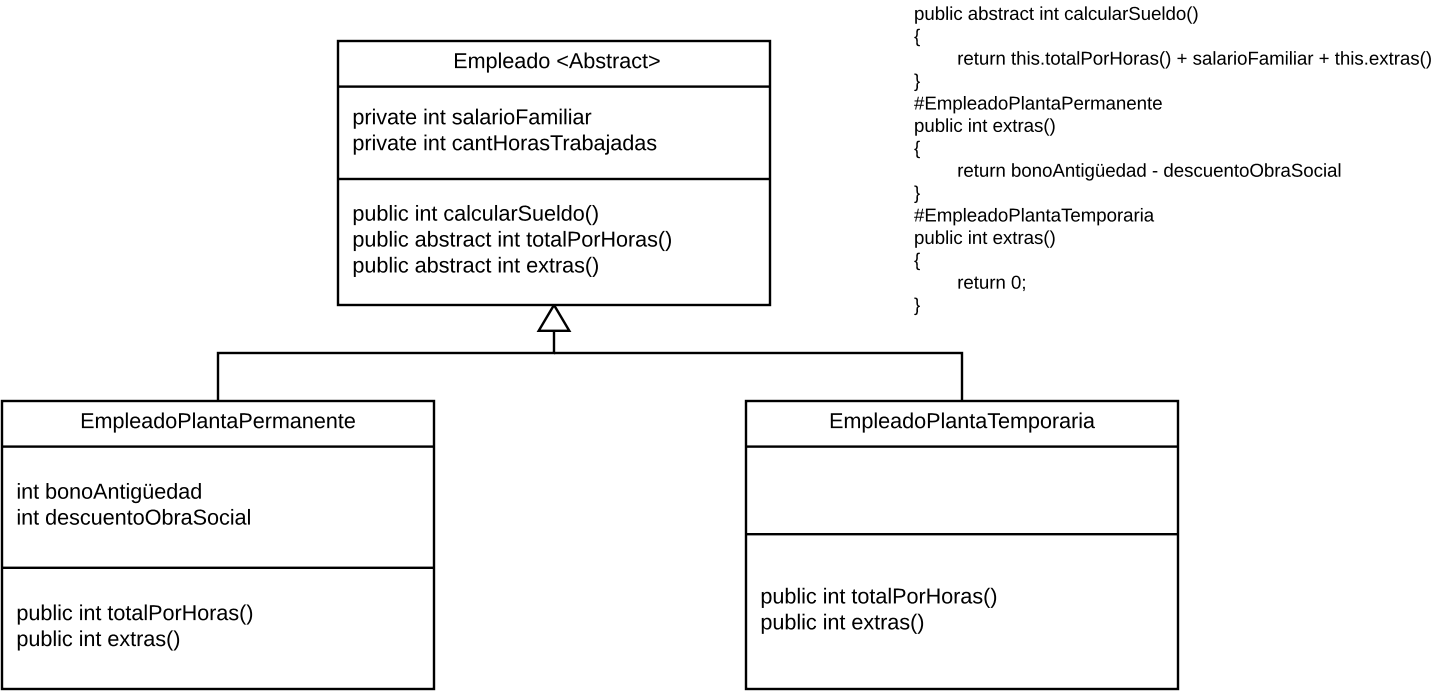 Empleado <Abstract>
private int salarioFamiliar
private int cantHorasTrabajadas
public int calcularSueldo()
public abstract int totalPorHoras()
public abstract int extras()
public abstract int calcularSueldo()
{
return this.totalPorHoras() + salarioFamiliar + this.extras()
}
#EmpleadoPlantaPermanente
public int extras()
{
return bonoAntigüedad - descuentoObraSocial
}
#EmpleadoPlantaTemporaria
public int extras()
{
return 0;
}
EmpleadoPlantaPermanente
int bonoAntigüedad
int descuentoObraSocial
public int totalPorHoras()
public int extras()
EmpleadoPlantaTemporaria
public int totalPorHoras()
public int extras()